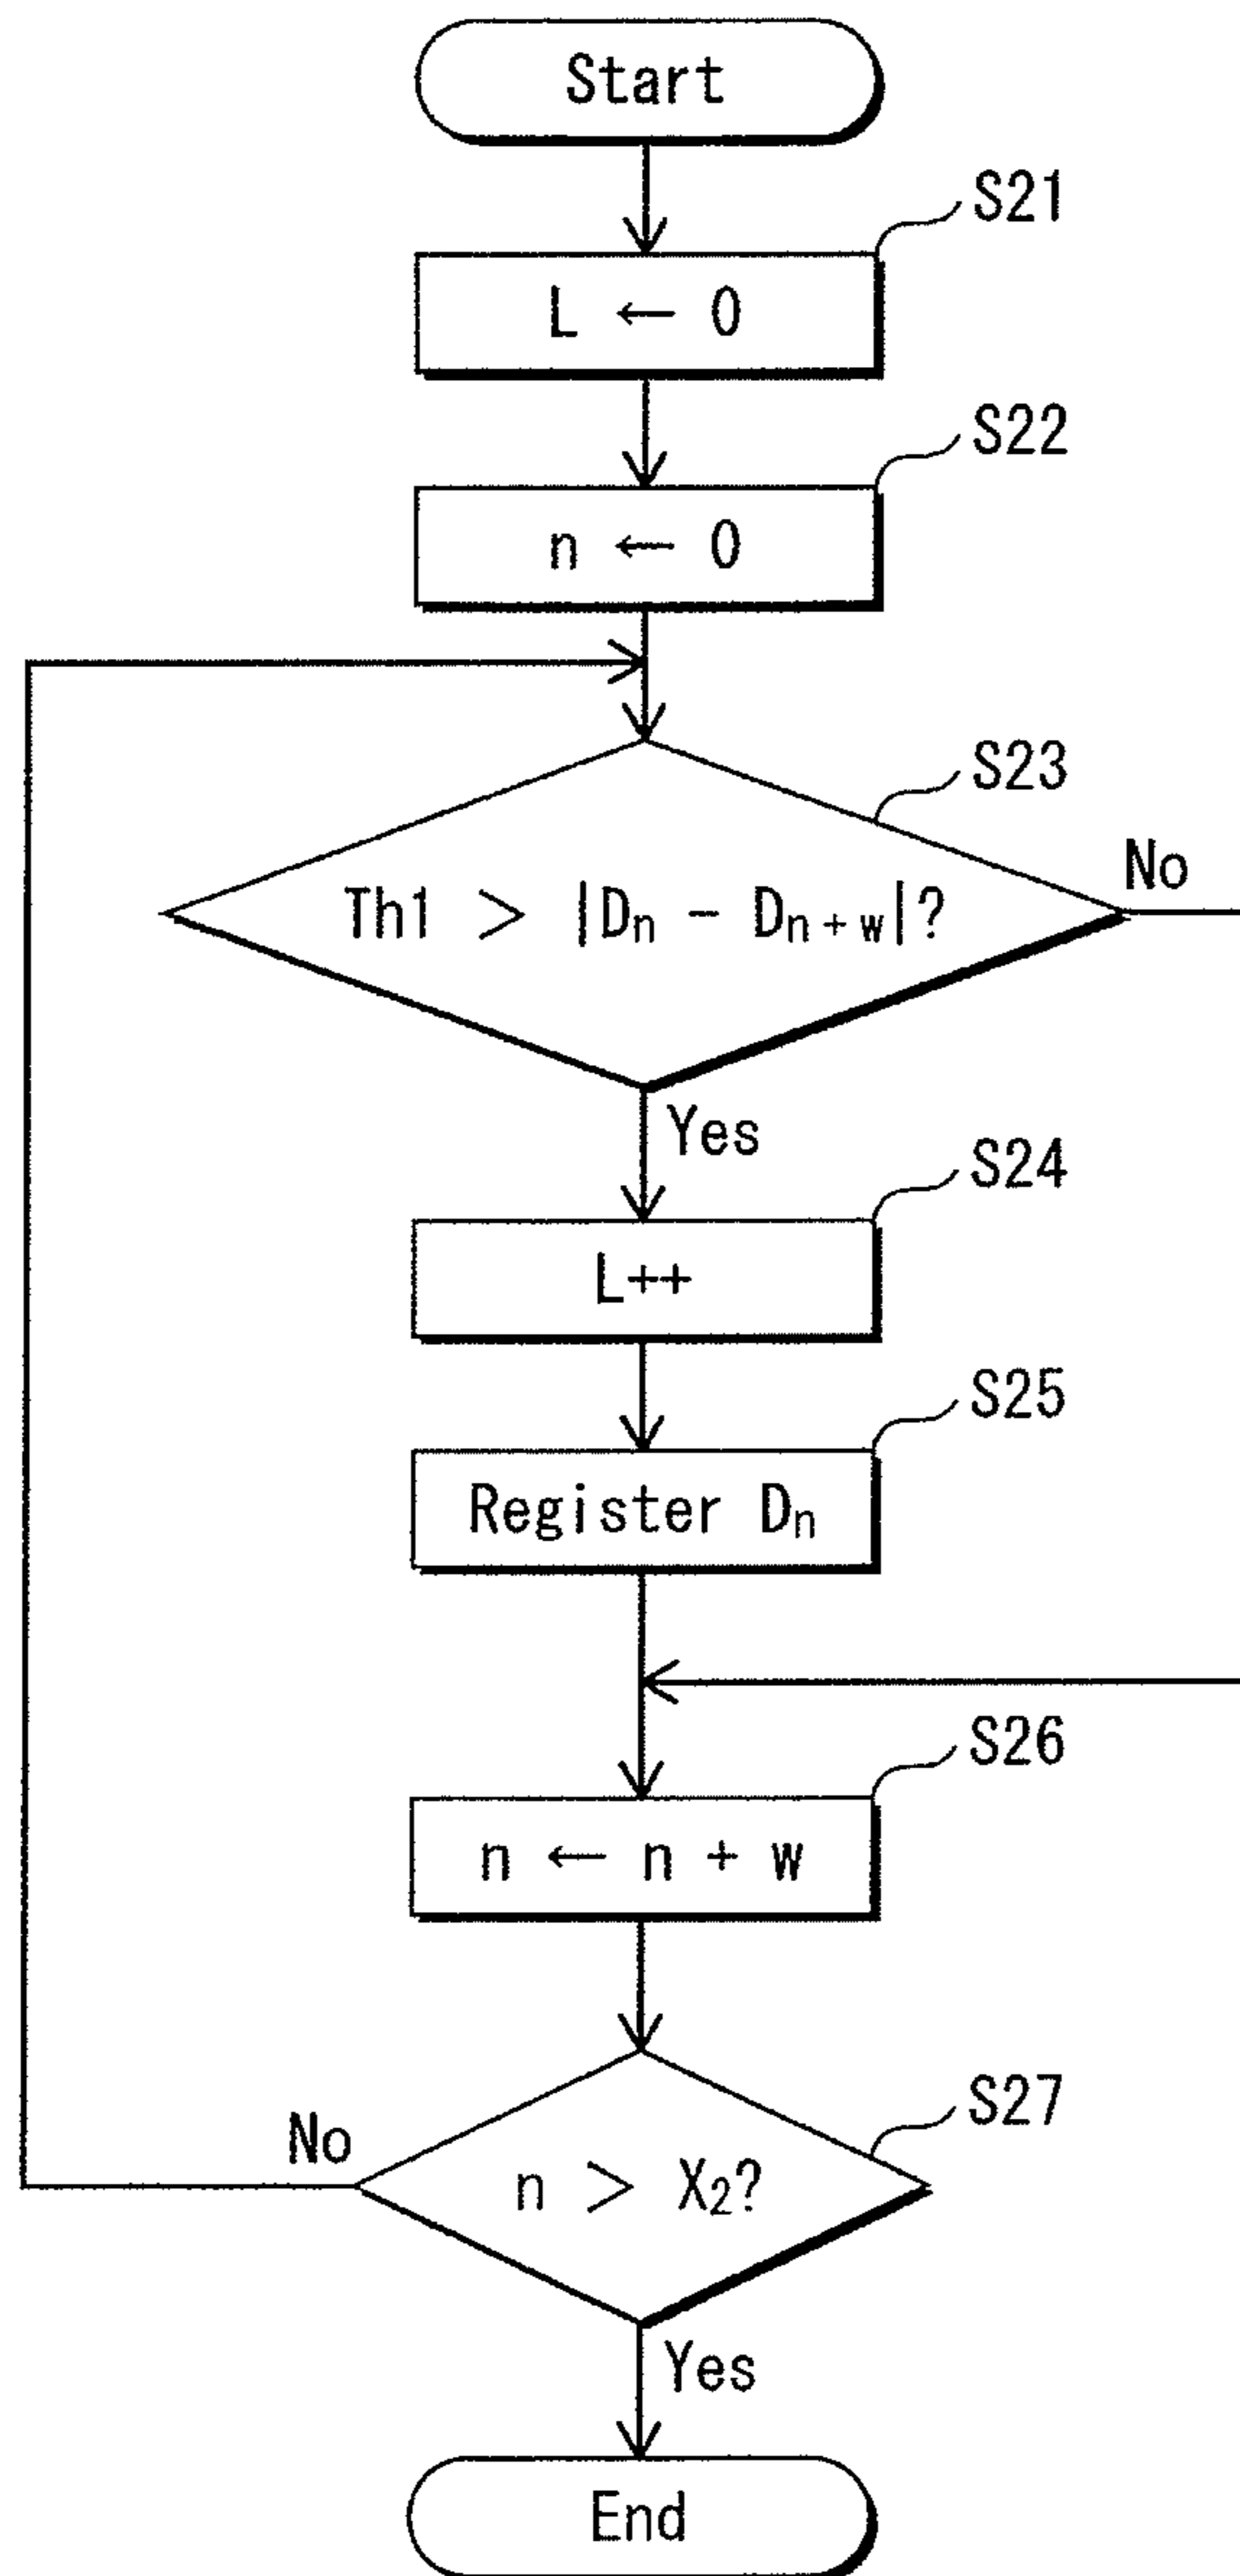 Start
S21
L ← 0
S22
n ← 0
S23
Th1 > |Dn - Dn+w|?
No
Yes
S24
L++
S25
Register Dn
S26
n ← n + w
S27
No
n > X2?
Yes
End